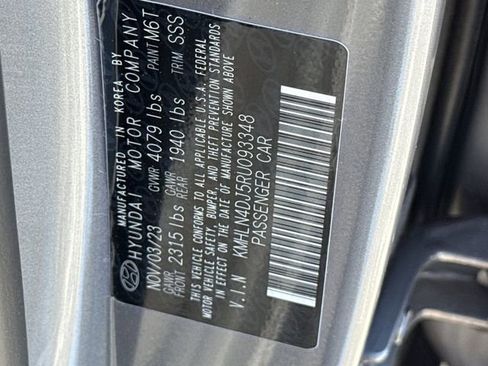 MANUFACTURED IN KOREA, BY
HYUNDAI MOTOR COMPANY
NOV/03/23 GVWR 4079 lbs PAINT M6T
GAWR FRONT 2315 lbs GAWR REAR 1940 lbs TRIM SSS
THIS VEHICLE CONFORMS TO ALL APPLICABLE U.S.A. FEDERAL
MOTOR VEHICLE SAFETY, BUMPER, AND THEFT PREVENTION STANDARDS
IN EFFECT ON THE DATE OF MANUFACTURE SHOWN ABOVE
V.I.N KMHLN4DJ5RU093348
PASSENGER CAR